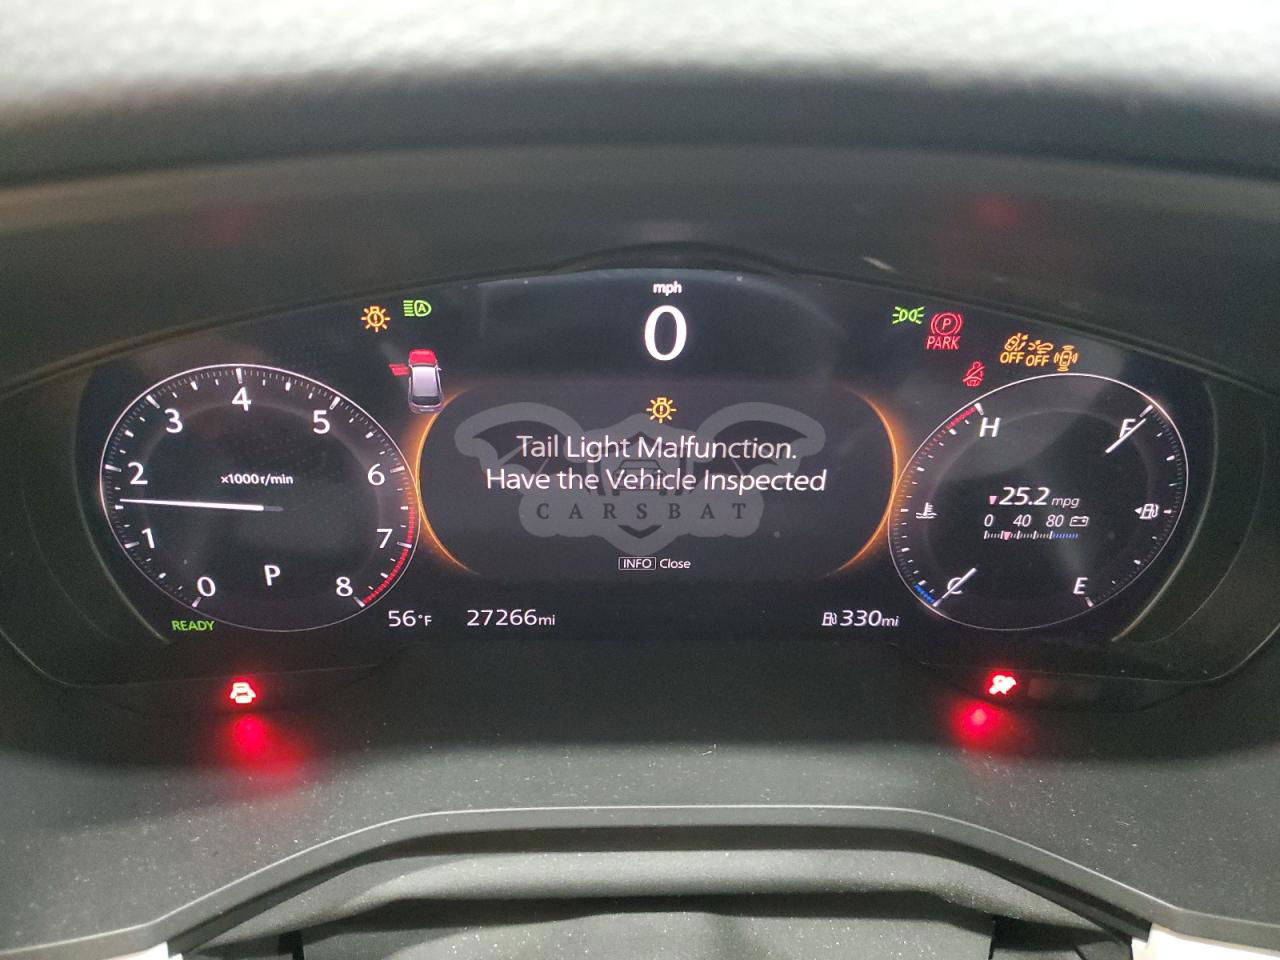 mph
0
PARK
OFF OFF
4
3
5
2
6
x1000r/min
1
7
0
8
P
READY
Tail Light Malfunction.
Have the Vehicle Inspected
CARSBAT
INFO Close
56°F
27266mi
330mi
H
F
25.2 mpg
0 40 80
C
E